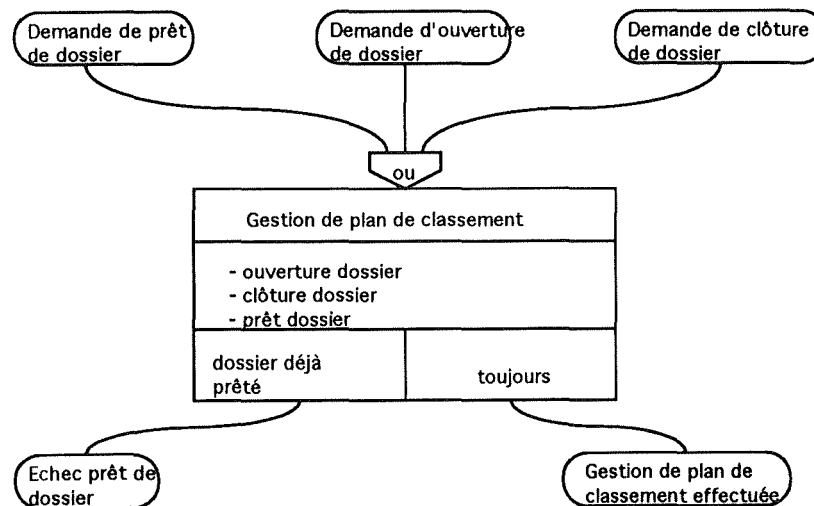 Demande de prêt
de dossier
Demande d'ouverture
de dossier
Demande de clôture
de dossier
ou
Gestion de plan de classement
- ouverture dossier
- clôture dossier
- prêt dossier
dossier déjà
prêté
toujours
Echec prêt de
dossier
Gestion de plan de
classement effectuée